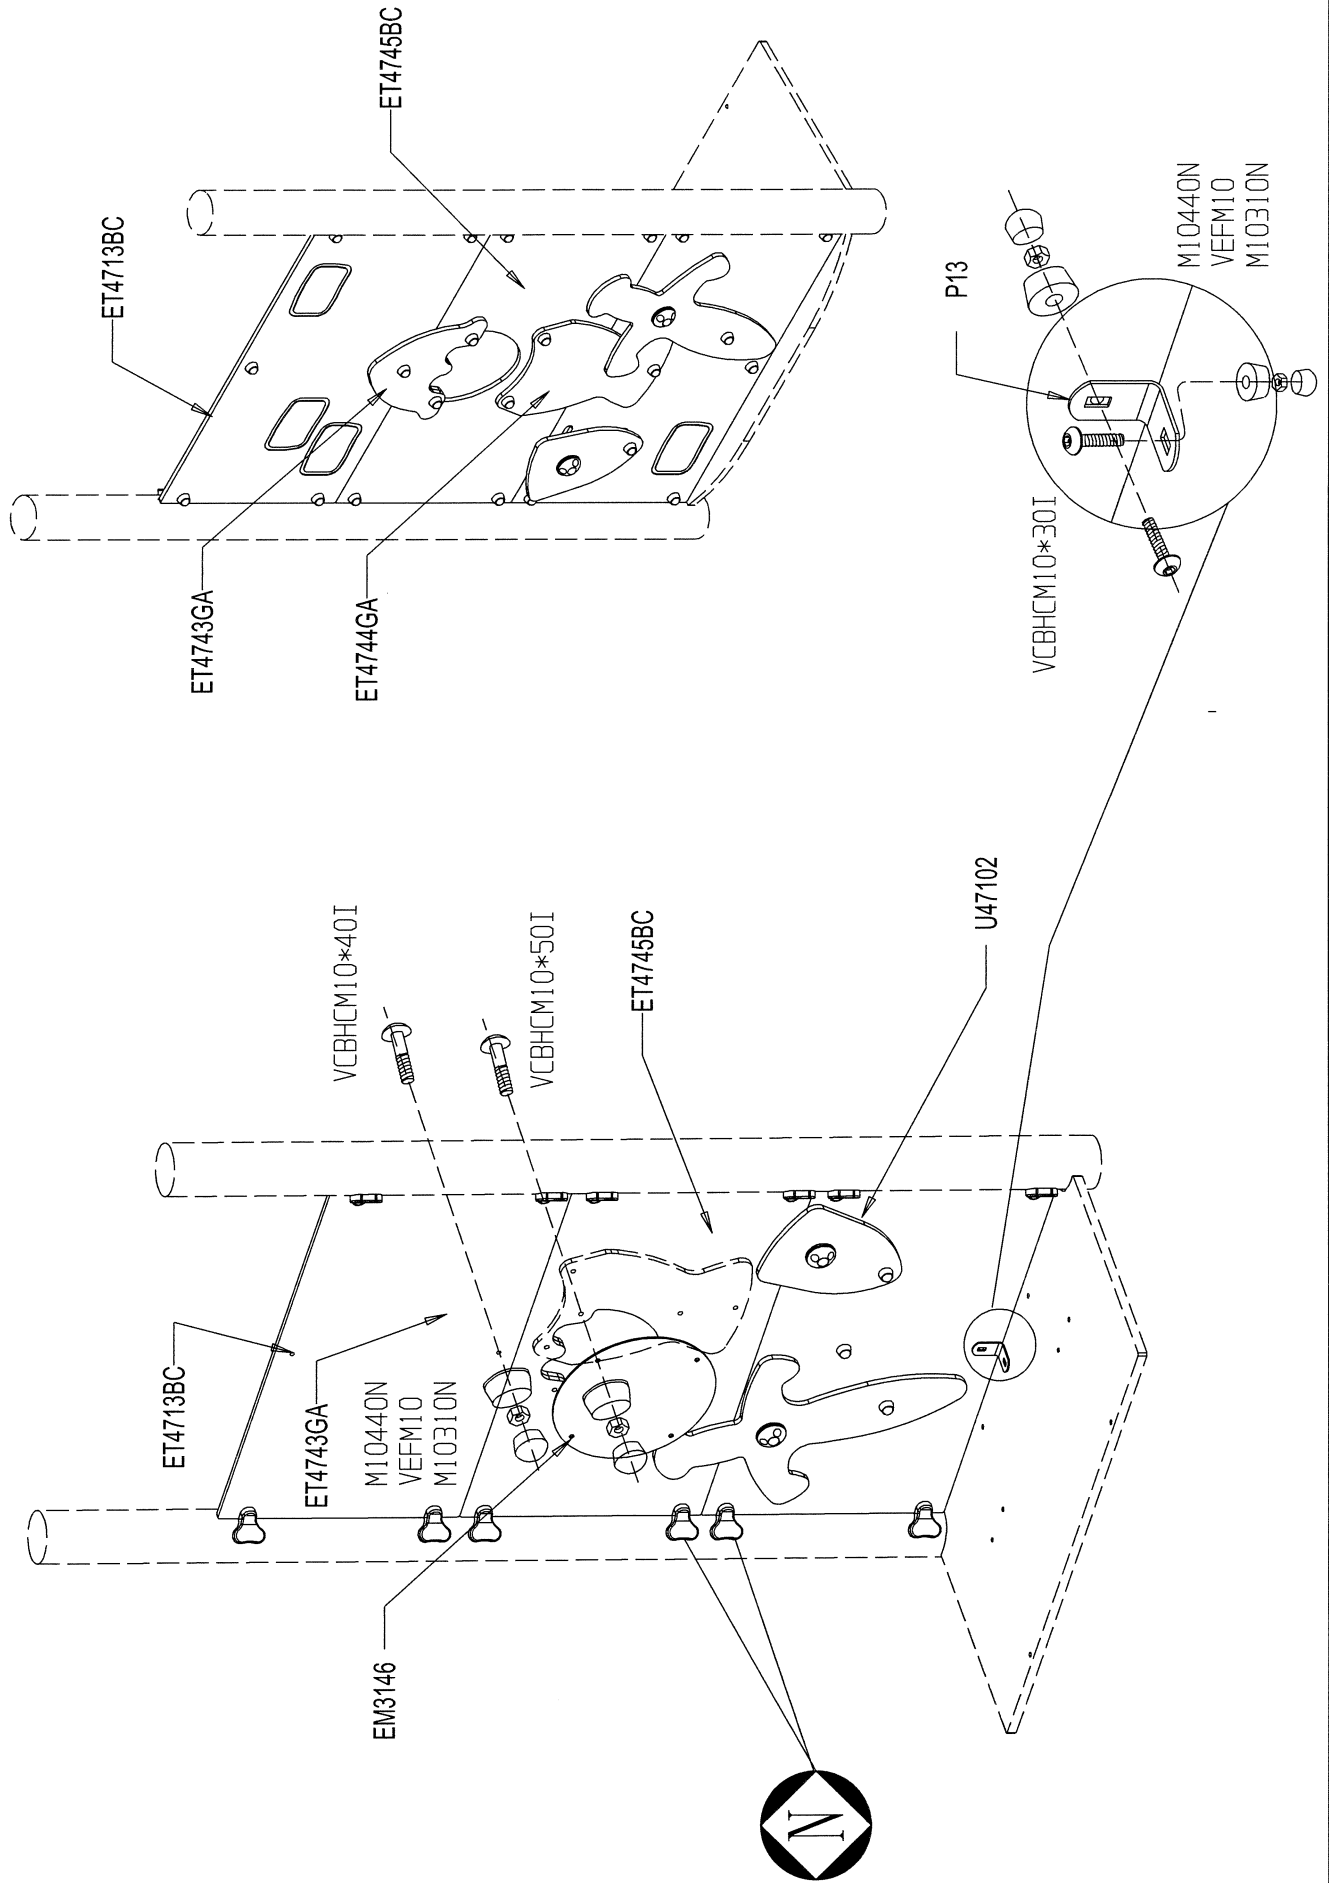 ET4713BC
ET4743GA
M10440N
VEFM10
M10310N
EM3146
N
VCBHCM10*40I
VCBHCM10*50I
ET4745BC
U47102
ET4743GA
ET4713BC
ET4744GA
ET4745BC
VCBHCM10*30I
P13
M10440N
VEFM10
M10310N